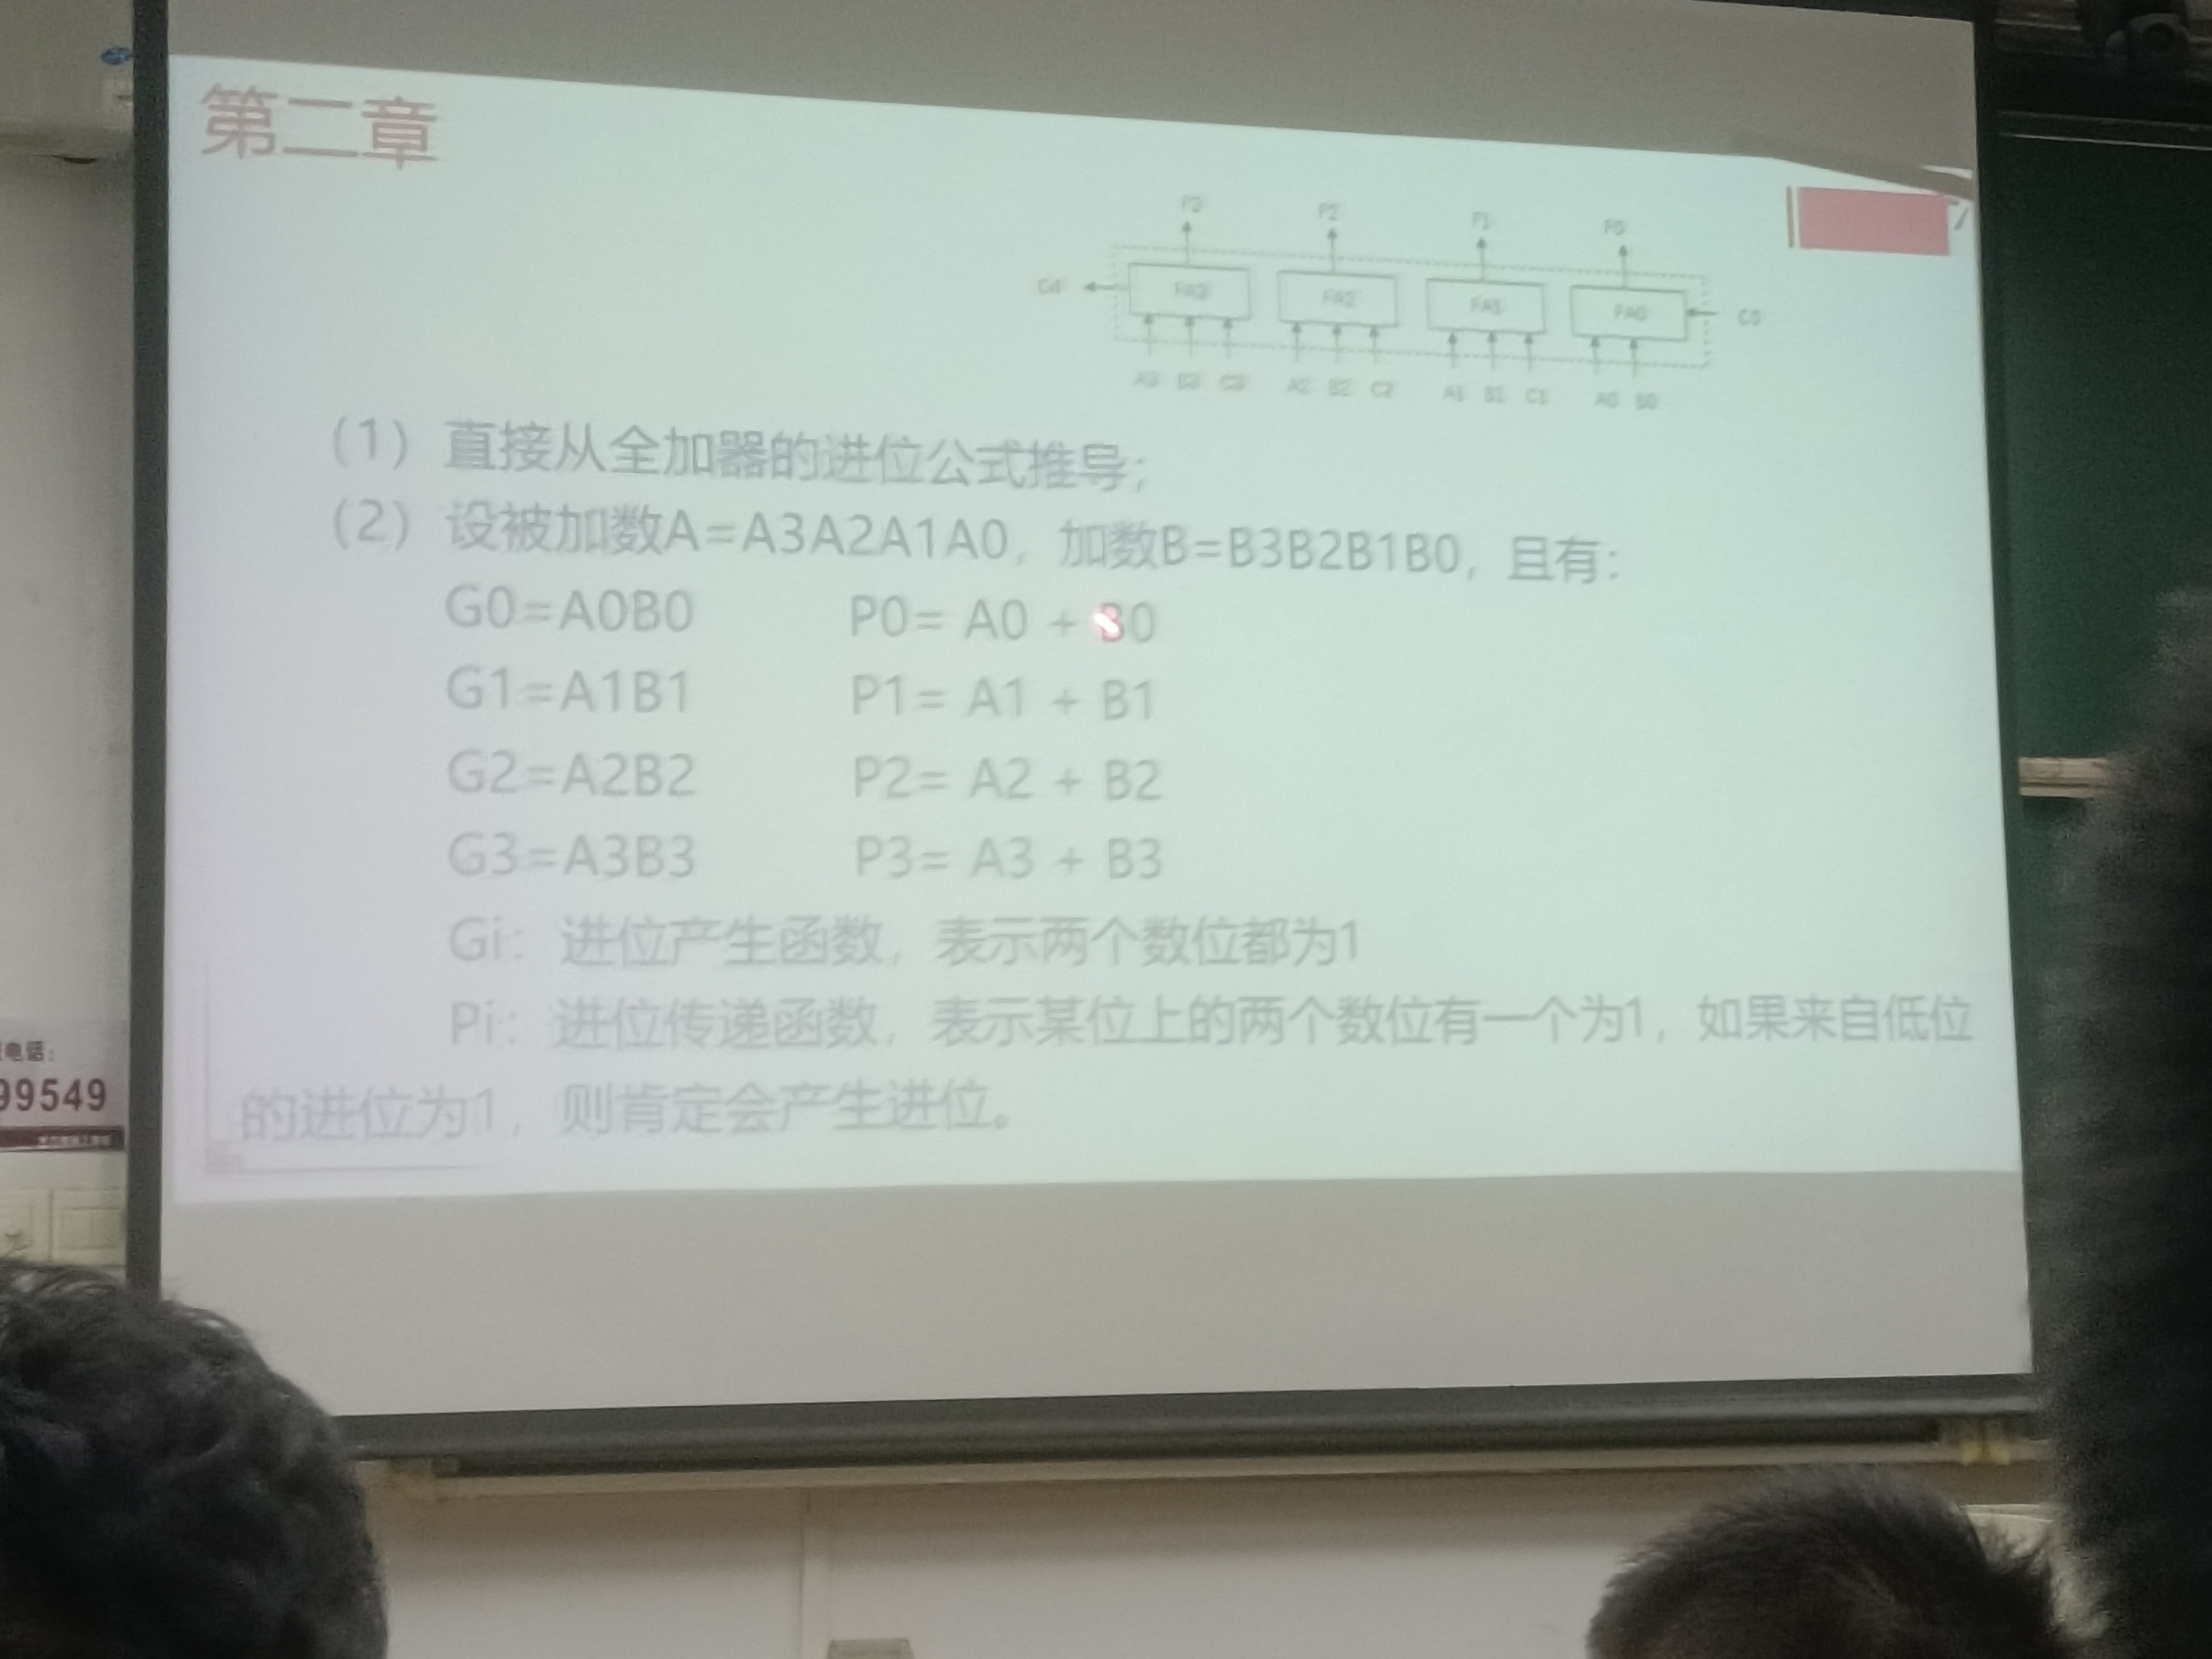 第二章
P2 P1 P0
C4 FA3 FA2 FA1 FA0 C0
A3 B3 C3 A2 B2 C2 A1 B1 C1 A0 B0
(1) 直接从全加器的进位公式推导;
(2) 设被加数A=A3A2A1A0, 加数B=B3B2B1B0, 且有:
G0=A0B0 P0= A0 + B0
G1=A1B1 P1= A1 + B1
G2=A2B2 P2= A2 + B2
G3=A3B3 P3= A3 + B3
Gi: 进位产生函数, 表示两个数位都为1
Pi: 进位传递函数, 表示某位上的两个数位有一个为1, 如果来自低位
的进位为1, 则肯定会产生进位。
电话:
99549